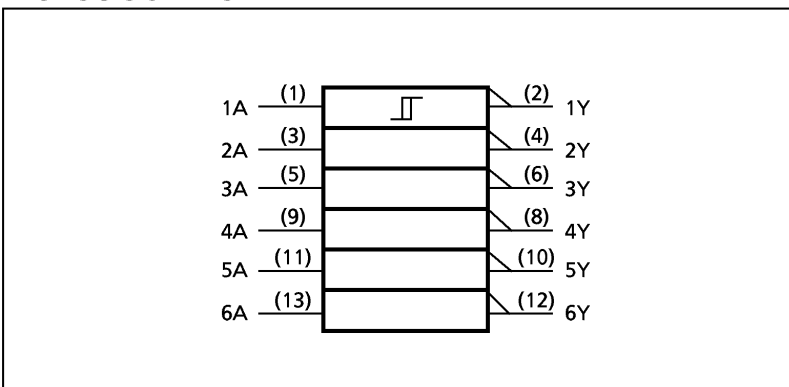 1A (1) (2) 1Y
2A (3) (4) 2Y
3A (5) (6) 3Y
4A (9) (8) 4Y
5A (11) (10) 5Y
6A (13) (12) 6Y